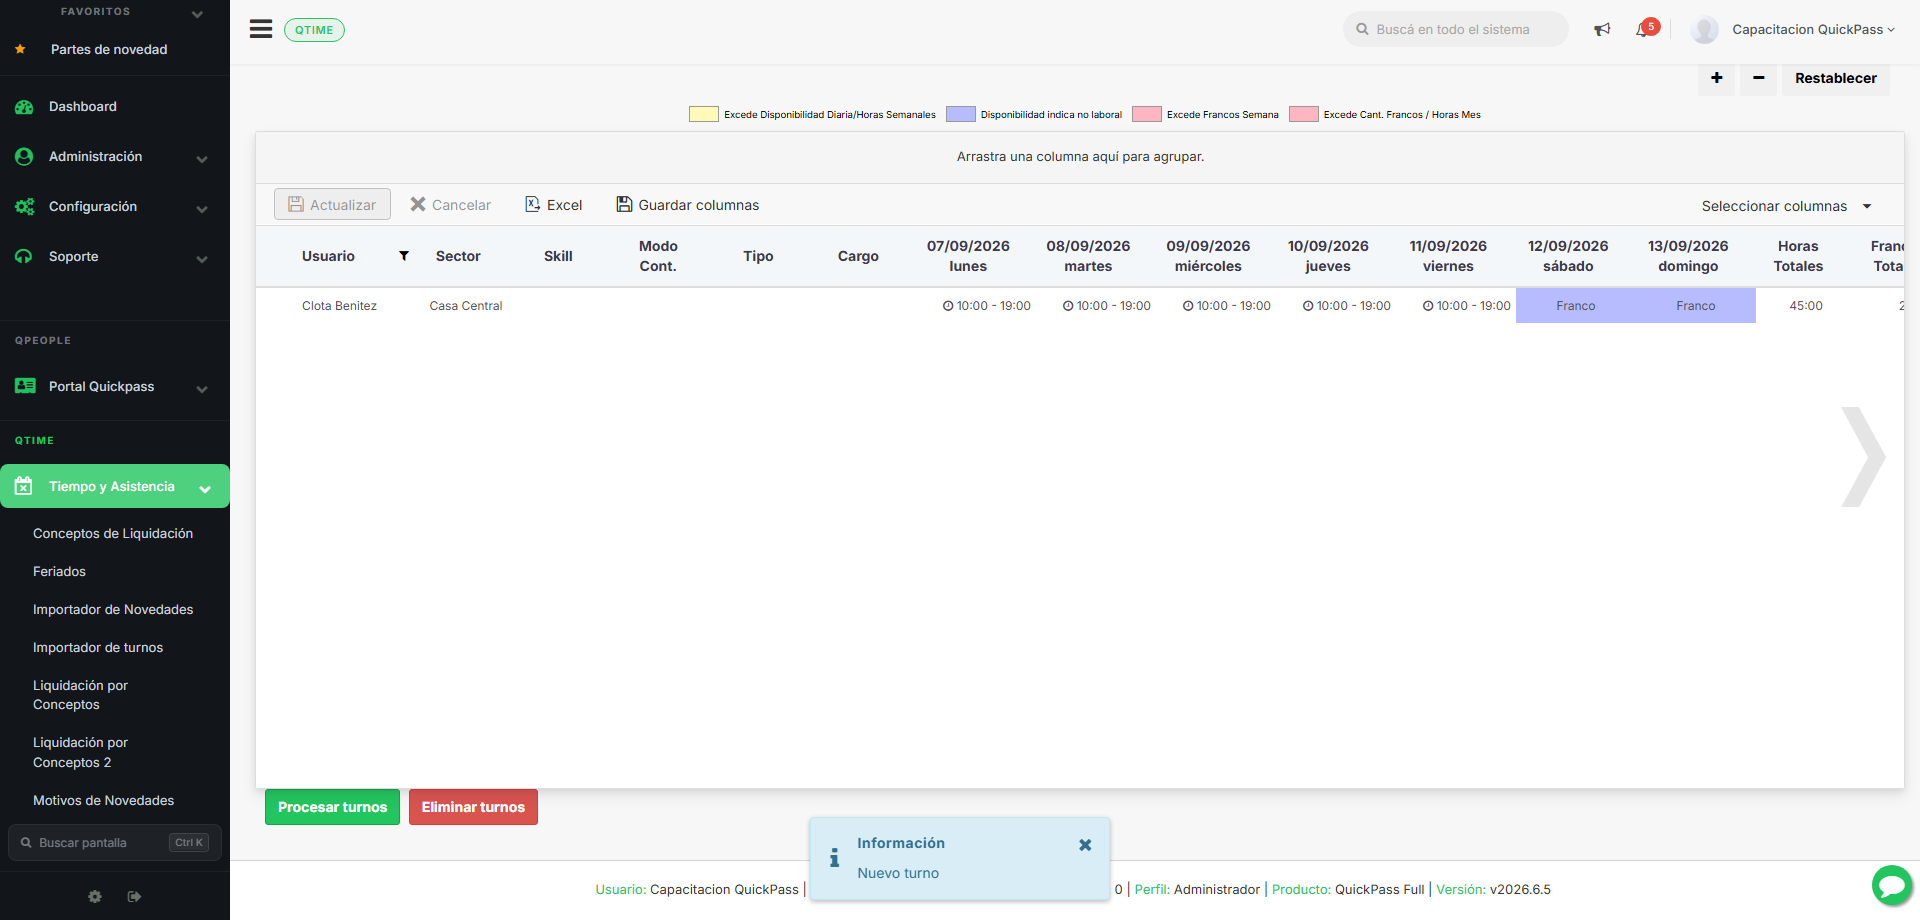 FAVORITOS
Partes de novedad
Dashboard
Administración
Configuración
Soporte
QPEOPLE
Portal Quickpass
QTIME
Tiempo y Asistencia
Conceptos de Liquidación
Feriados
Importador de Novedades
Importador de turnos
Liquidación por
Conceptos
Liquidación por
Conceptos 2
Motivos de Novedades
Buscar pantalla Ctrl K
QTIME
Buscá en todo el sistema
5
Capacitacion QuickPass
+ − Restablecer
Excede Disponibilidad Diaria/Horas Semanales Disponibilidad indica no laboral Excede Francos Semana Excede Cant. Francos / Horas Mes
Arrastra una columna aquí para agrupar.
Actualizar Cancelar Excel Guardar columnas Seleccionar columnas
Usuario Sector Skill Modo Cont. Tipo Cargo 07/09/2026 lunes 08/09/2026 martes 09/09/2026 miércoles 10/09/2026 jueves 11/09/2026 viernes 12/09/2026 sábado 13/09/2026 domingo Horas Totales Franc Tota
Clota Benitez Casa Central 10:00 - 19:00 10:00 - 19:00 10:00 - 19:00 10:00 - 19:00 10:00 - 19:00 Franco Franco 45:00 2
Procesar turnos Eliminar turnos
Información
Nuevo turno
Usuario: Capacitacion QuickPass | 0 | Perfil: Administrador | Producto: QuickPass Full | Versión: v2026.6.5